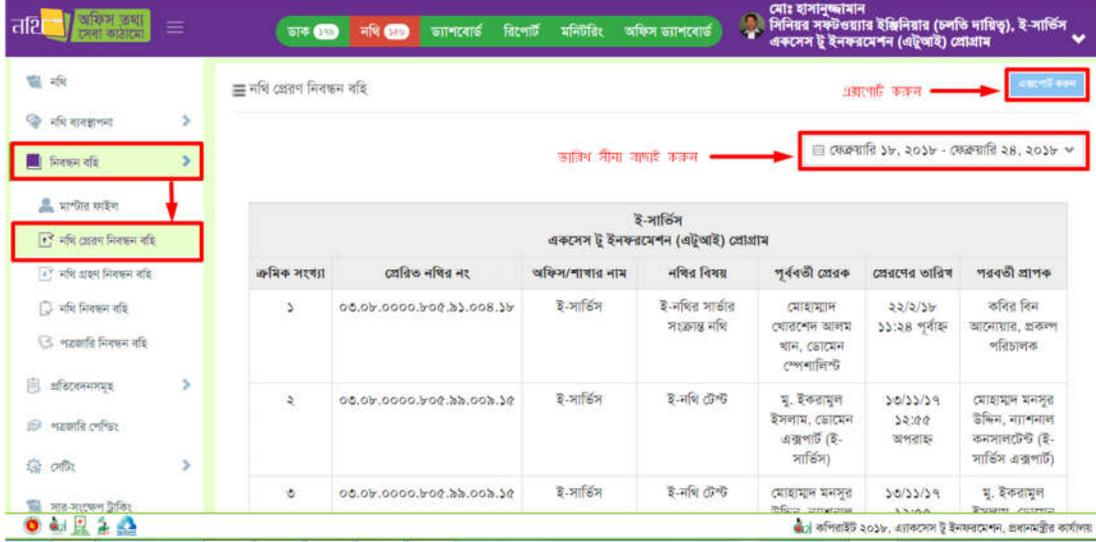 নথি অফিস তথ্য সেবা কাঠামো
ডাক ১৭৯ নথি ১৫৬ ড্যাশবোর্ড রিপোর্ট মনিটরিং অফিস ড্যাশবোর্ড
মোঃ হাসানুজ্জামান
সিনিয়র সফটওয়্যার ইঞ্জিনিয়ার (চলতি দায়িত্ব), ই-সার্ভিস
একসেস টু ইনফরমেশন (এটুআই) প্রোগ্রাম
নথি
নথি ব্যবস্থাপনা
নিবন্ধন বহি
মাস্টার ফাইল
নথি প্রেরণ নিবন্ধন বহি
নথি গ্রহণ নিবন্ধন বহি
নথি নিবন্ধন বহি
পত্রজারি নিবন্ধন বহি
প্রতিবেদনসমূহ
পত্রজারি পেন্ডিং
সেটিং
সার-সংক্ষেপ ট্রাকিং
নথি প্রেরণ নিবন্ধন বহি
এক্সপোর্ট করুন
এক্সপোর্ট করুন
তারিখ সীমা বাছাই করুন
ফেব্রুয়ারি ১৮, ২০১৮ - ফেব্রুয়ারি ২৪, ২০১৮
ই-সার্ভিস
একসেস টু ইনফরমেশন (এটুআই) প্রোগ্রাম
ক্রমিক সংখ্যা প্রেরিত নথির নং অফিস/শাখার নাম নথির বিষয় পূর্ববর্তী প্রেরক প্রেরণের তারিখ পরবর্তী প্রাপক
১ ০৩.০৮.০০০০.৮০৫.৯১.০০৪.১৮ ই-সার্ভিস ই-নথির সার্ভার মোহাম্মাদ ২২/২/১৮ কবির বিন
সংক্রান্ত নথি খোরশেদ আলম ১১:২৪ পূর্বাহ্ন আনোয়ার, প্রকল্প
খান, ডোমেন পরিচালক
স্পেশালিস্ট
২ ০৩.০৮.০০০০.৮০৫.৯৯.০০৯.১৫ ই-সার্ভিস ই-নথি টেস্ট মু. ইকরামুল ১৩/১১/১৭ মোহাম্মদ মনসুর
ইসলাম, ডোমেন ১২:৫৫ উদ্দিন, ন্যাশনাল
এক্সপার্ট (ই- অপরাহ্ন কনসালটেন্ট (ই-
সার্ভিস) সার্ভিস এক্সপার্ট)
৩ ০৩.০৮.০০০০.৮০৫.৯৯.০০৯.১৫ ই-সার্ভিস ই-নথি টেস্ট মোহাম্মদ মনসুর ১৩/১১/১৭ মু. ইকরামুল
কপিরাইট ২০১৮, এ্যাকসেস টু ইনফরমেশন, প্রধানমন্ত্রীর কার্যালয়